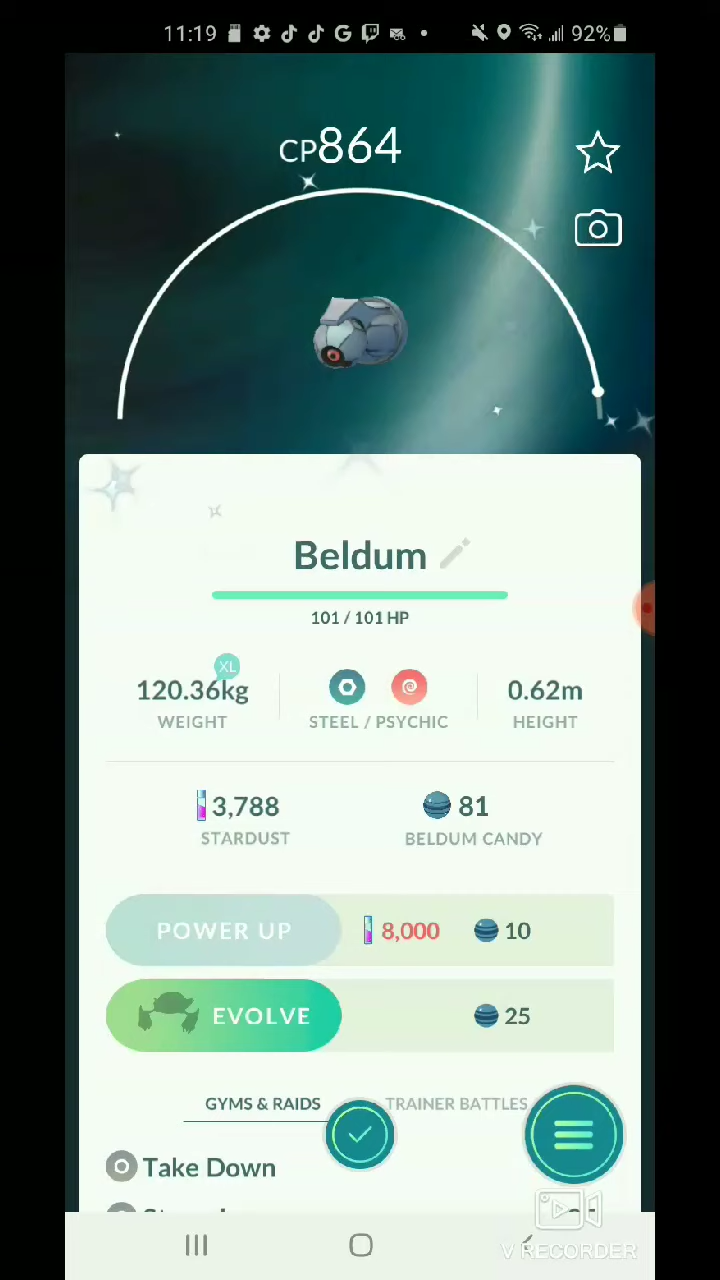 11:19 G 92%
CP864
Beldum
101 / 101 HP
XL
120.36kg 0.62m
WEIGHT STEEL / PSYCHIC HEIGHT
3,788 81
STARDUST BELDUM CANDY
POWER UP 8,000 10
EVOLVE 25
GYMS & RAIDS TRAINER BATTLES
Take Down
V RECORDER